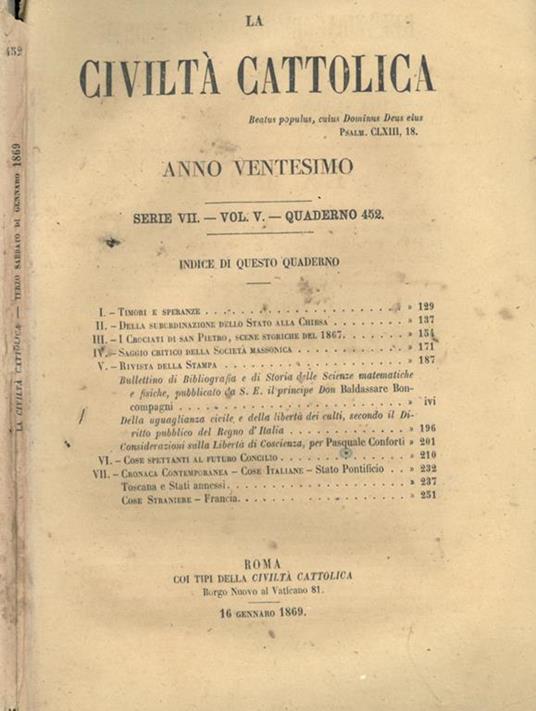 LA
CIVILTÀ CATTOLICA
Beatus populus, cuius Dominus Deus eius
PSALM. CLXIII, 18.
ANNO VENTESIMO
SERIE VII. — VOL. V. — QUADERNO 452.
INDICE DI QUESTO QUADERNO
I. – TIMORI E SPERANZE . . . . . . . . . . . . . . . . . . . » 129
II. – DELLA SUBORDINAZIONE DELLO STATO ALLA CHIESA . . . . . . . . » 137
III. – I CROCIATI DI SAN PIETRO, SCENE STORICHE DEL 1867. . . . . . . » 154
IV. – SAGGIO CRITICO DELLA SOCIETÀ MASSONICA . . . . . . . . . . . » 171
V. – RIVISTA DELLA STAMPA . . . . . . . . . . . . . . . . . . » 187
Bullettino di Bibliografia e di Storia delle Scienze matematiche
e fisiche, pubblicato da S. E. il principe Don Baldassare Bon-
compagni . . . . . . . . . . . . . . . . . . . . » ivi
Della uguaglianza civile e della libertà dei culti, secondo il Di-
ritto pubblico del Regno d'Italia . . . . . . . . . . . . » 196
Considerazioni sulla Libertà di Coscienza, per Pasquale Conforti » 201
VI. – COSE SPETTANTI AL FUTURO CONCILIO . . . . . . . . . . . . . » 210
VII. – CRONACA CONTEMPORANEA – COSE ITALIANE – Stato Pontificio . . » 232
Toscana e Stati annessi. . . . . . . . . . . . . . . . . » 237
COSE STRANIERE – Francia. . . . . . . . . . . . . . . . » 251
ROMA
COI TIPI DELLA CIVILTÀ CATTOLICA
Borgo Nuovo al Vaticano 81.
16 GENNARO 1869.
452
LA CIVILTÀ CATTOLICA — TERZO SABBATO DI GENNARO 1869